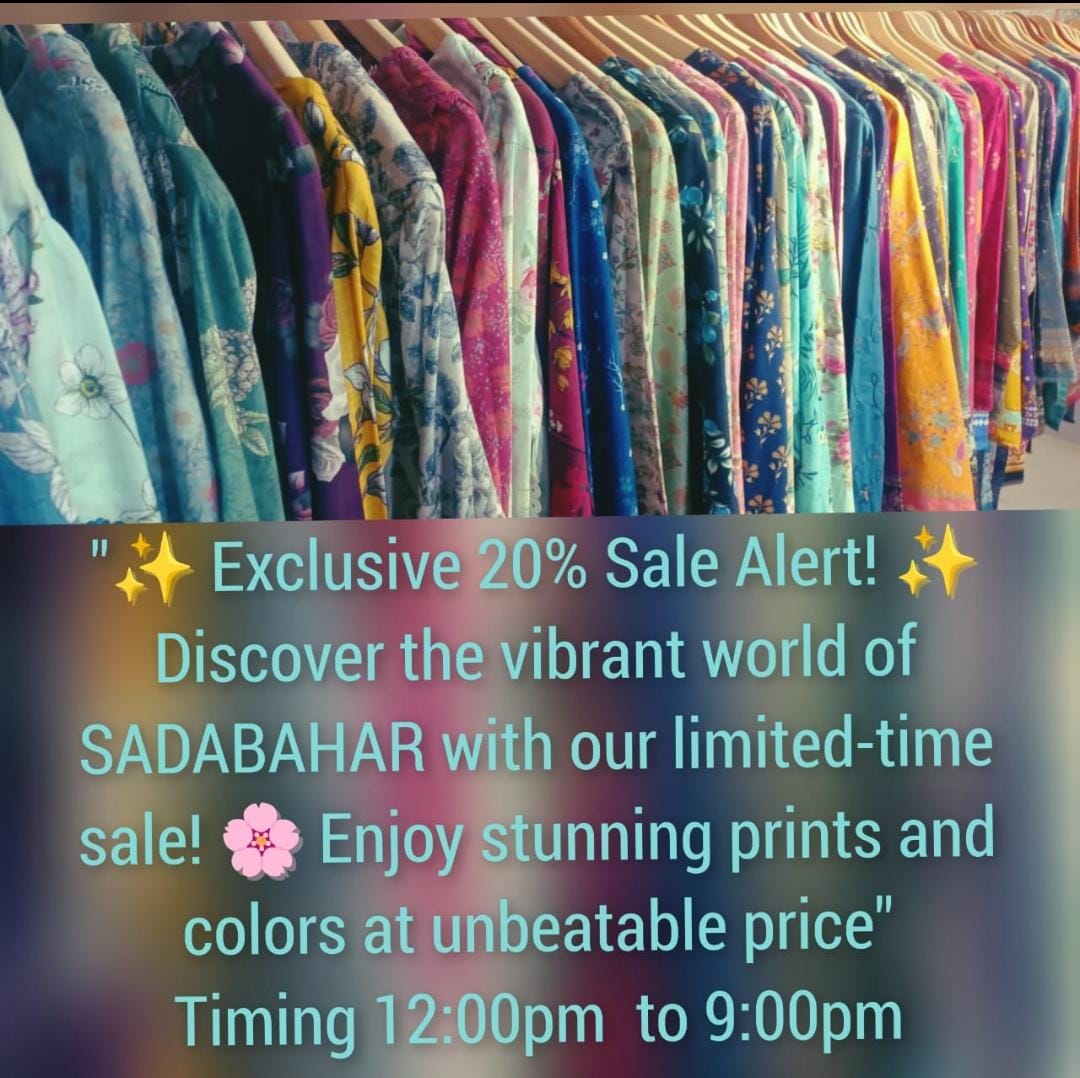 "✨ Exclusive 20% Sale Alert! ✨
Discover the vibrant world of
SADABAHAR with our limited-time
sale! 🌸 Enjoy stunning prints and
colors at unbeatable price"
Timing 12:00pm  to 9:00pm